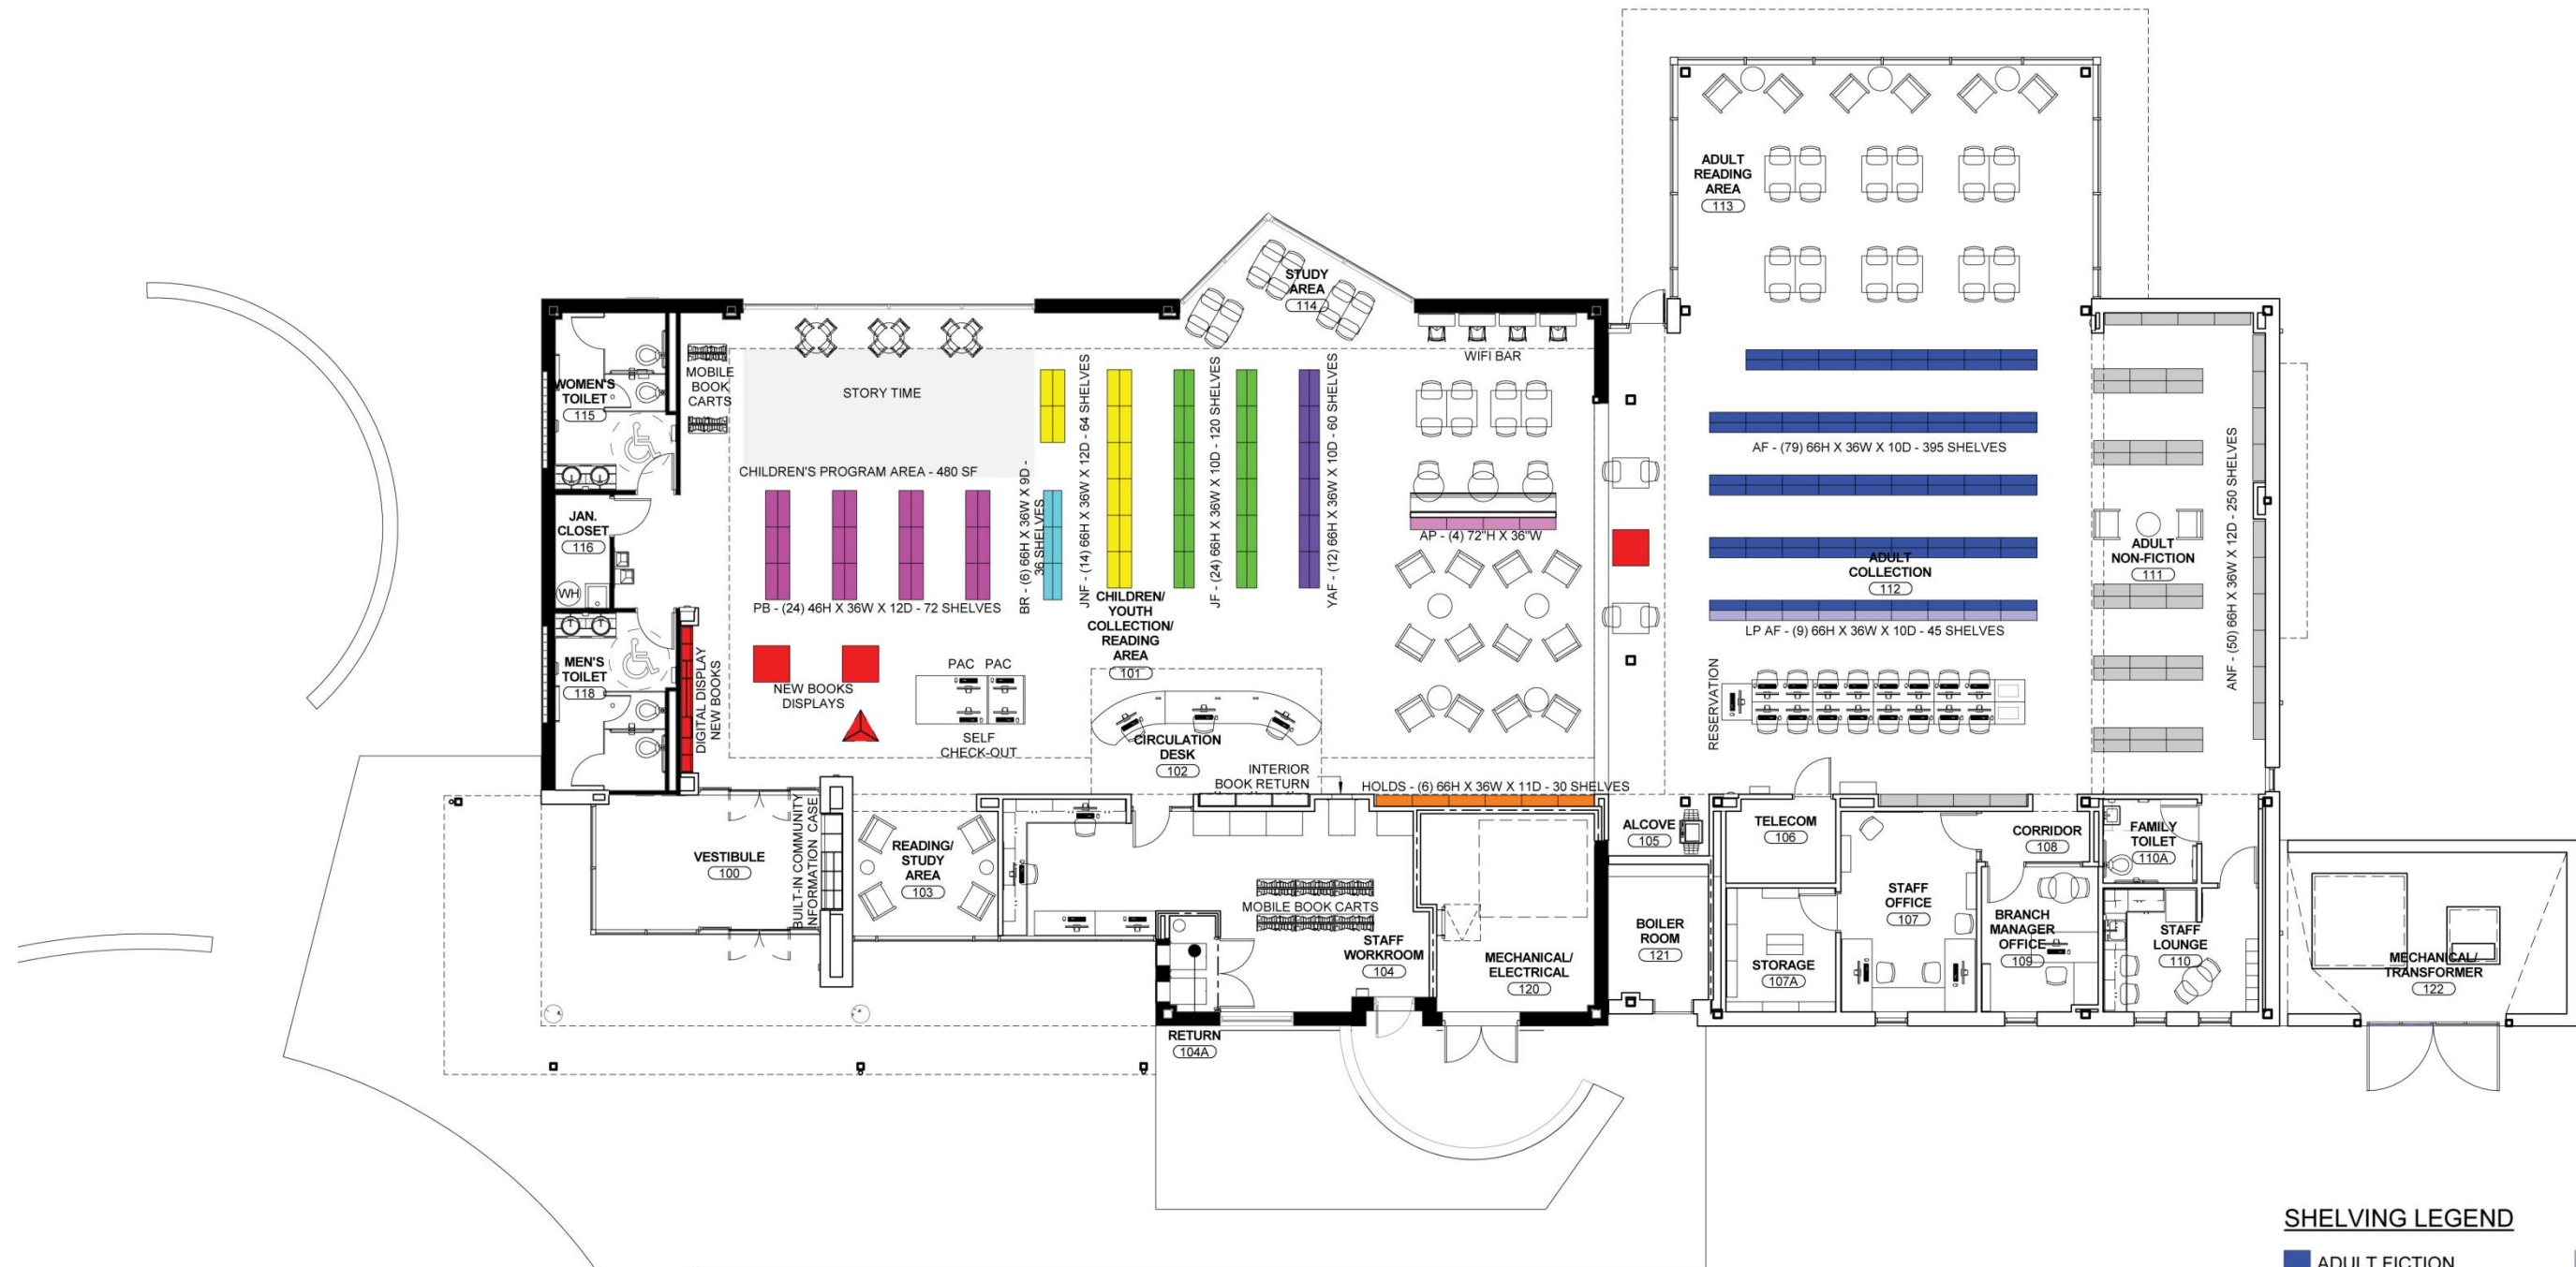 ADULT
READING
AREA
113
STUDY
AREA
114
WIFI BAR
WOMEN'S
TOILET
115
MOBILE
BOOK
CARTS
STORY TIME
CHILDREN'S PROGRAM AREA - 480 SF
JAN.
CLOSET
116
WH
PB - (24) 46H X 36W X 12D - 72 SHELVES
BR - (6) 66H X 36W X 9D -
36 SHELVES
JNF - (14) 66H X 36W X 12D - 64 SHELVES
JF - (24) 66H X 36W X 10D - 120 SHELVES
YAF - (12) 66H X 36W X 10D - 60 SHELVES
AP - (4) 72"H X 36"W
AF - (79) 66H X 36W X 10D - 395 SHELVES
ADULT
COLLECTION
112
LP AF - (9) 66H X 36W X 10D - 45 SHELVES
ADULT
NON-FICTION
111
ANF - (50) 66H X 36W X 12D - 250 SHELVES
CHILDREN/
YOUTH
COLLECTION/
READING
AREA
101
MEN'S
TOILET
118
DIGITAL DISPLAY
NEW BOOKS
NEW BOOKS
DISPLAYS
PAC PAC
SELF
CHECK-OUT
CIRCULATION
DESK
102
INTERIOR
BOOK RETURN
HOLDS - (6) 66H X 36W X 11D - 30 SHELVES
RESERVATION
VESTIBULE
100
BUILT-IN COMMUNITY
INFORMATION CASE
READING/
STUDY
AREA
103
MOBILE BOOK CARTS
STAFF
WORKROOM
104
RETURN
104A
MECHANICAL/
ELECTRICAL
120
ALCOVE
105
BOILER
ROOM
121
TELECOM
106
STORAGE
107A
STAFF
OFFICE
107
CORRIDOR
108
BRANCH
MANAGER
OFFICE
109
FAMILY
TOILET
110A
STAFF
LOUNGE
110
MECHANICAL/
TRANSFORMER
122
SHELVING LEGEND
ADULT FICTION